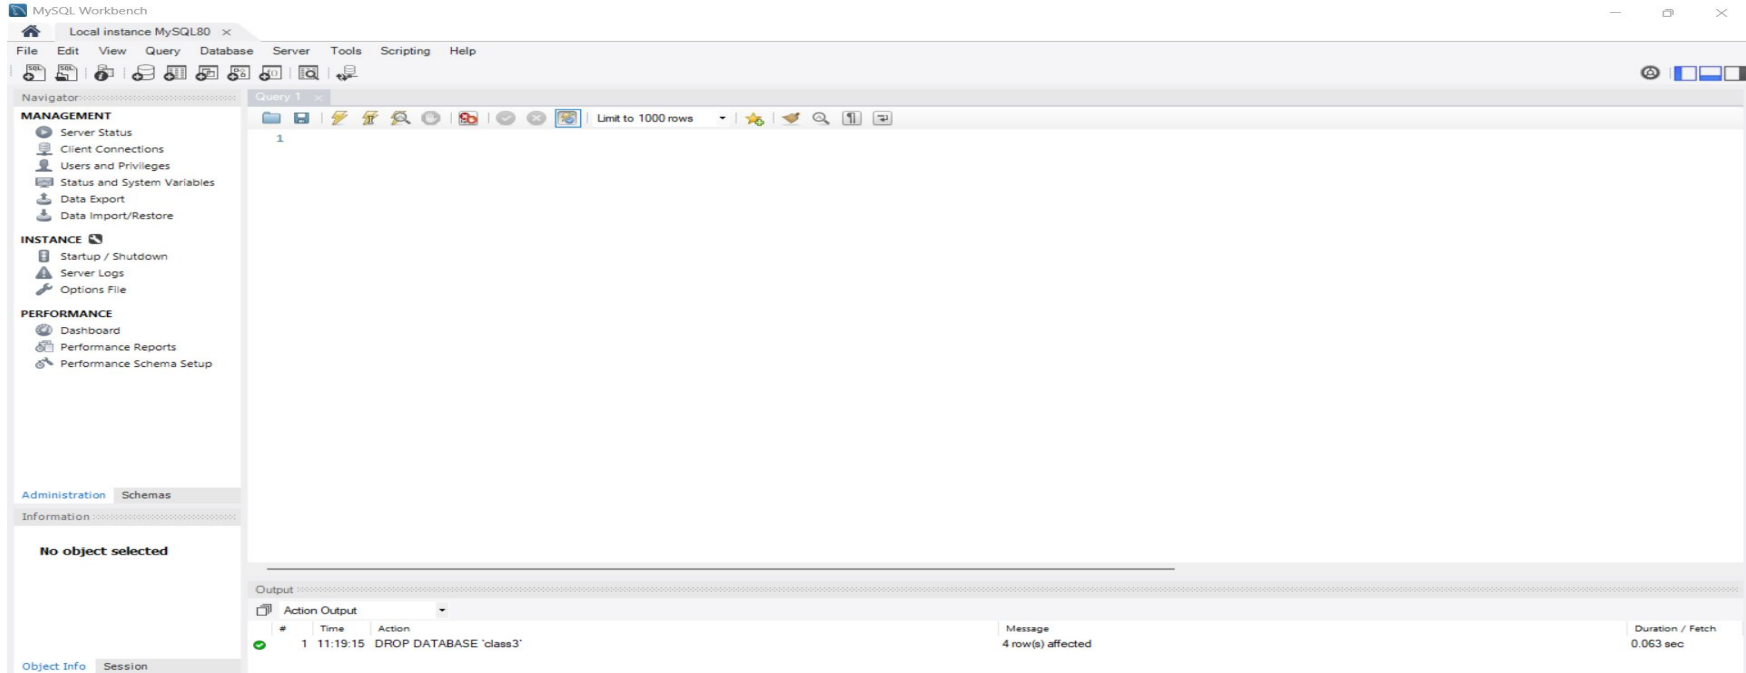 MySQL Workbench
Local instance MySQL80 ×
File Edit View Query Database Server Tools Scripting Help
Navigator
Query 1 ×
MANAGEMENT
Server Status
Client Connections
Users and Privileges
Status and System Variables
Data Export
Data Import/Restore
INSTANCE
Startup / Shutdown
Server Logs
Options File
PERFORMANCE
Dashboard
Performance Reports
Performance Schema Setup
Administration Schemas
Information
No object selected
Object Info Session
Limit to 1000 rows
1
Output
Action Output
# Time Action Message Duration / Fetch
1 11:19:15 DROP DATABASE `class3` 4 row(s) affected 0.063 sec